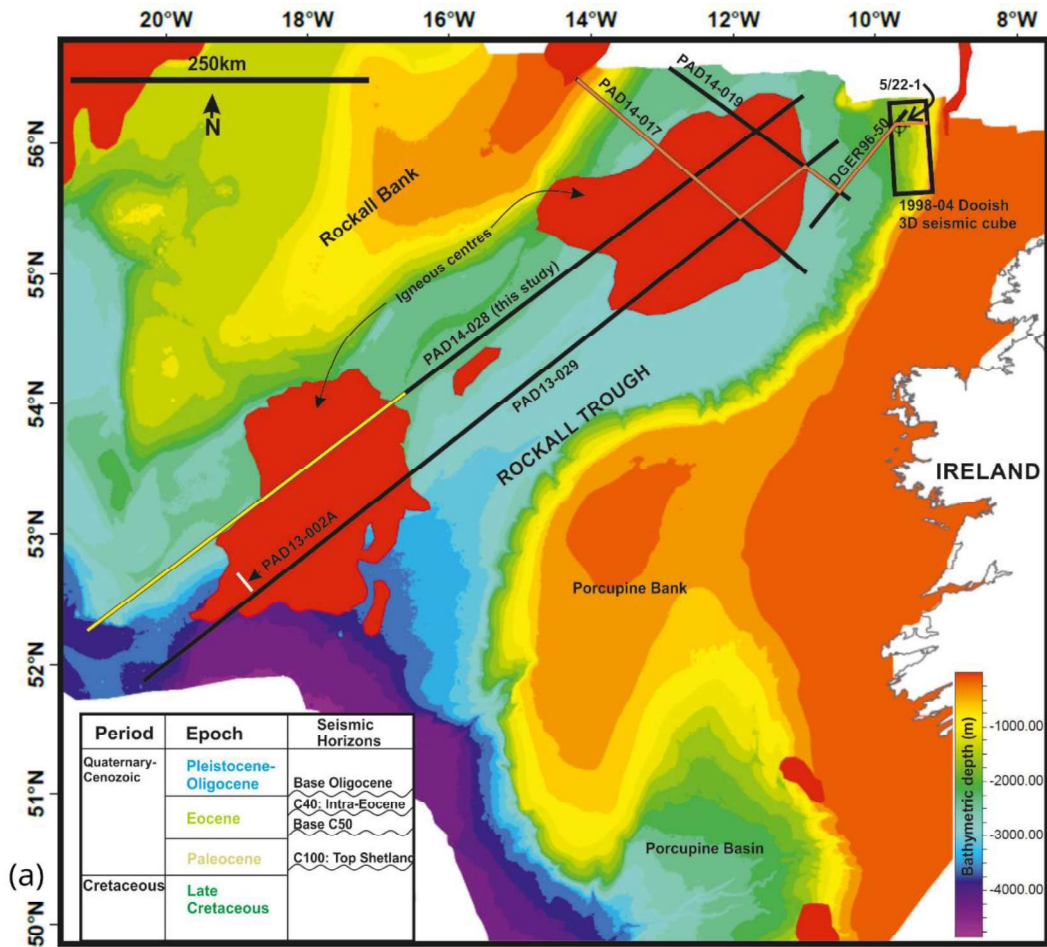 20°W 18°W 16°W 14°W 12°W 10°W 8°W
250km
N
PAD14-019
PAD14-017
5/22-1
DGER96-50
1998-04 Dooish
3D seismic cube
56°N
Rockall Bank
Igneous centres
55°N
PAD14-028 (this study)
PAD13-029
54°N
ROCKALL TROUGH
IRELAND
53°N
PAD13-002A
Porcupine Bank
52°N
Period Epoch Seismic
Horizons
Quaternary-
Cenozoic
Pleistocene-
Oligocene
Base Oligocene
Eocene
C40: Intra-Eocene
Base C50
Paleocene
C100: Top Shetland
Cretaceous
Late
Cretaceous
51°N
50°N
(a)
Porcupine Basin
Bathymetric depth (m)
-1000.00
-2000.00
-3000.00
-4000.00